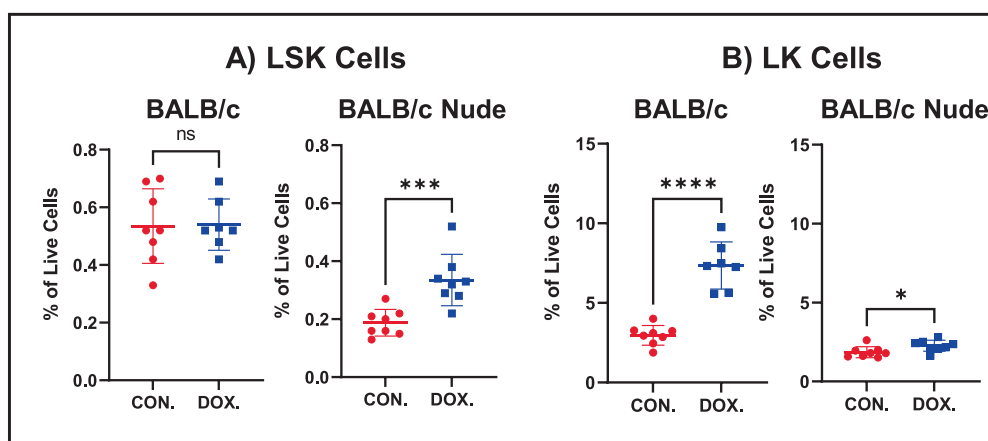 A) LSK Cells
BALB/c
ns
% of Live Cells
0.8
0.6
0.4
0.2
0.0
CON. DOX.
BALB/c Nude
***
% of Live Cells
0.8
0.6
0.4
0.2
0.0
CON. DOX.
B) LK Cells
BALB/c
****
% of Live Cells
15
10
5
0
CON. DOX.
BALB/c Nude
*
% of Live Cells
15
10
5
0
CON. DOX.